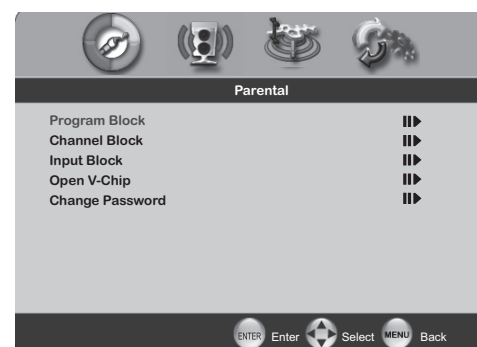 Parental
Program Block
Channel Block
Input Block
Open V-Chip
Change Password
ENTER Enter Select MENU Back